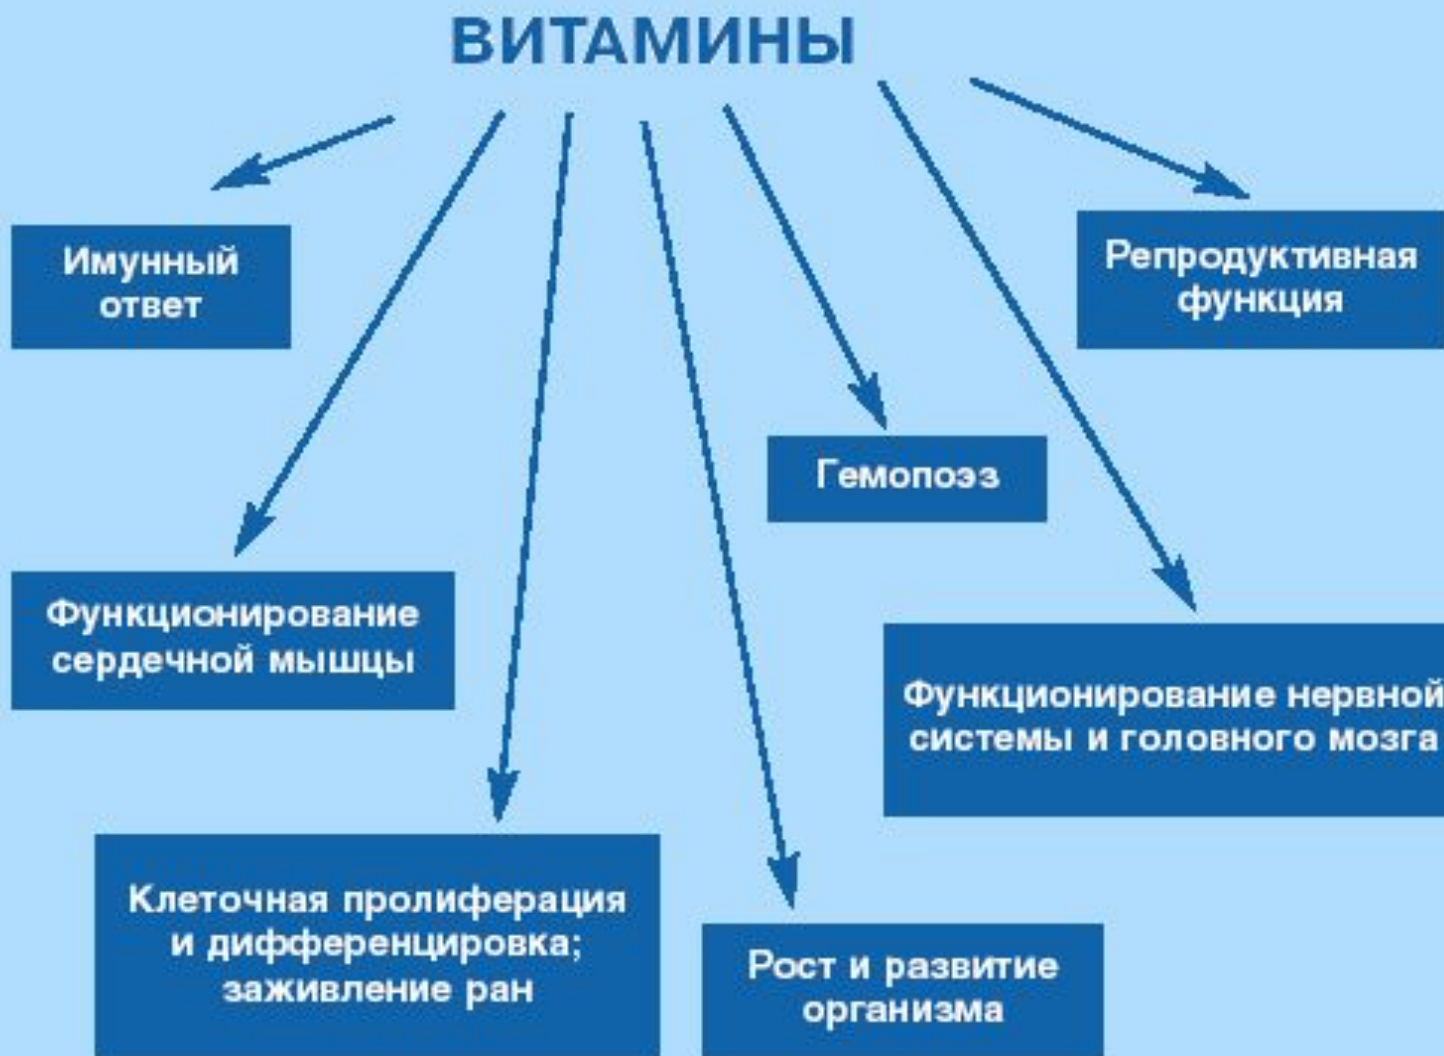 ВИТАМИНЫ
Имунный
ответ
Репродуктивная
функция
Гемопоэз
Функционирование
сердечной мышцы
Функционирование нервной
системы и головного мозга
Клеточная пролиферация
и дифференцировка;
заживление ран
Рост и развитие
организма